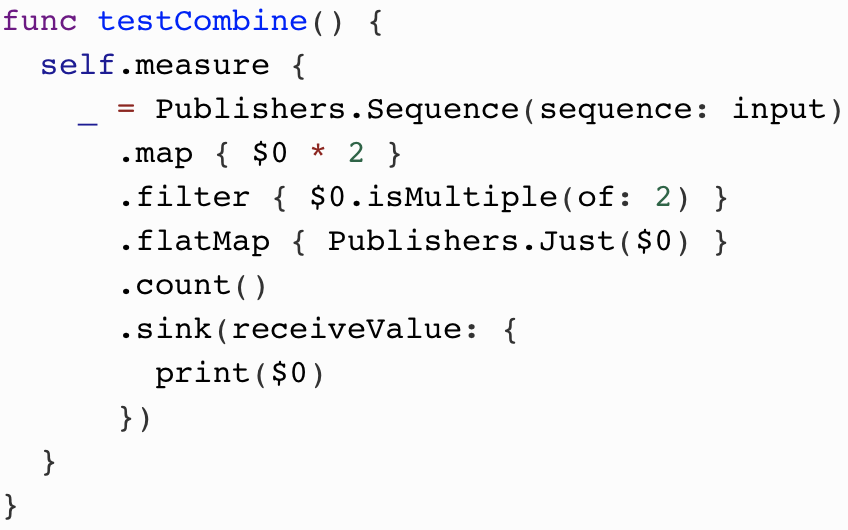 func testCombine() {
  self.measure {
    _ = Publishers.Sequence(sequence: input)
      .map { $0 * 2 }
      .filter { $0.isMultiple(of: 2) }
      .flatMap { Publishers.Just($0) }
      .count()
      .sink(receiveValue: {
        print($0)
      })
  }
}